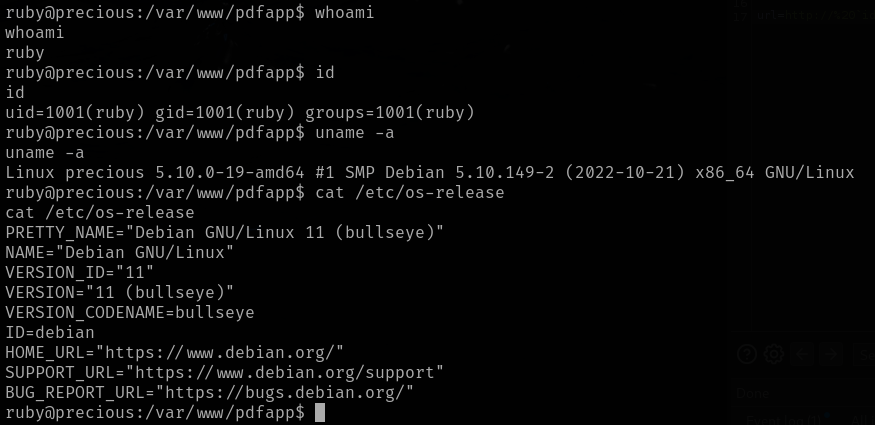 ruby@precious:/var/www/pdfapp$ whoami
whoami
ruby
ruby@precious:/var/www/pdfapp$ id
id
uid=1001(ruby) gid=1001(ruby) groups=1001(ruby)
ruby@precious:/var/www/pdfapp$ uname -a
uname -a
Linux precious 5.10.0-19-amd64 #1 SMP Debian 5.10.149-2 (2022-10-21) x86_64 GNU/Linux
ruby@precious:/var/www/pdfapp$ cat /etc/os-release
cat /etc/os-release
PRETTY_NAME="Debian GNU/Linux 11 (bullseye)"
NAME="Debian GNU/Linux"
VERSION_ID="11"
VERSION="11 (bullseye)"
VERSION_CODENAME=bullseye
ID=debian
HOME_URL="https://www.debian.org/"
SUPPORT_URL="https://www.debian.org/support"
BUG_REPORT_URL="https://bugs.debian.org/"
ruby@precious:/var/www/pdfapp$
Done